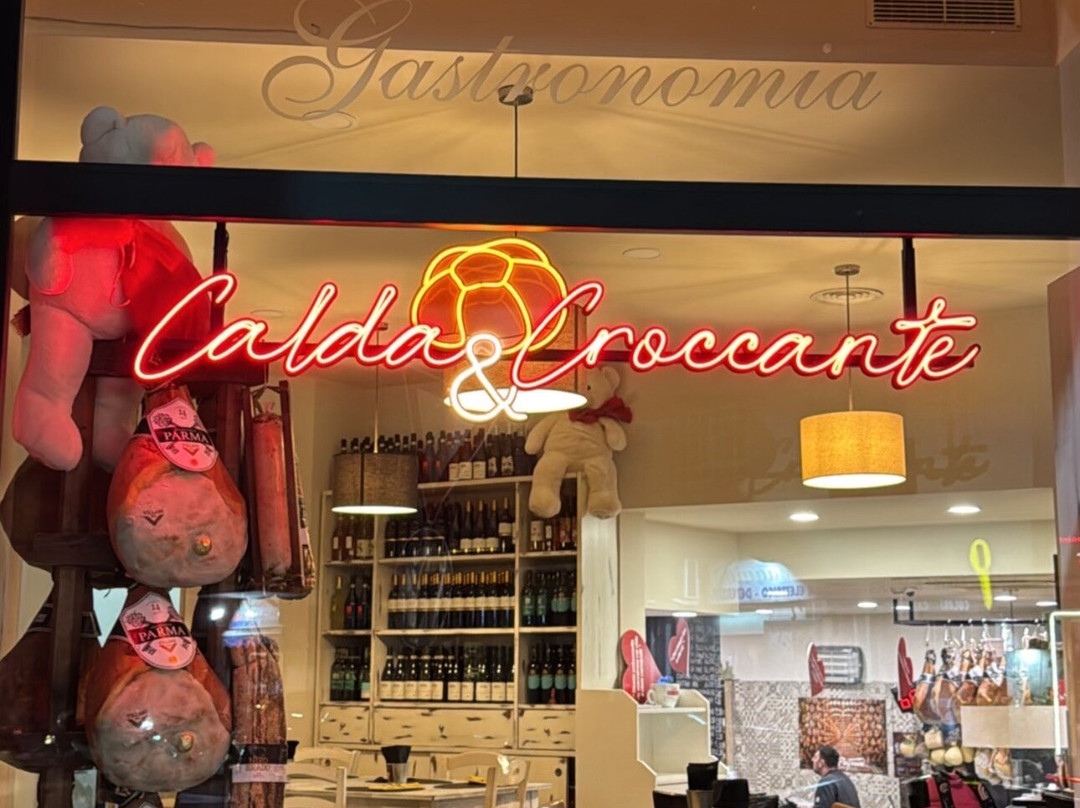 Gastronomia
Calda & Croccante
PARMA
PARMA